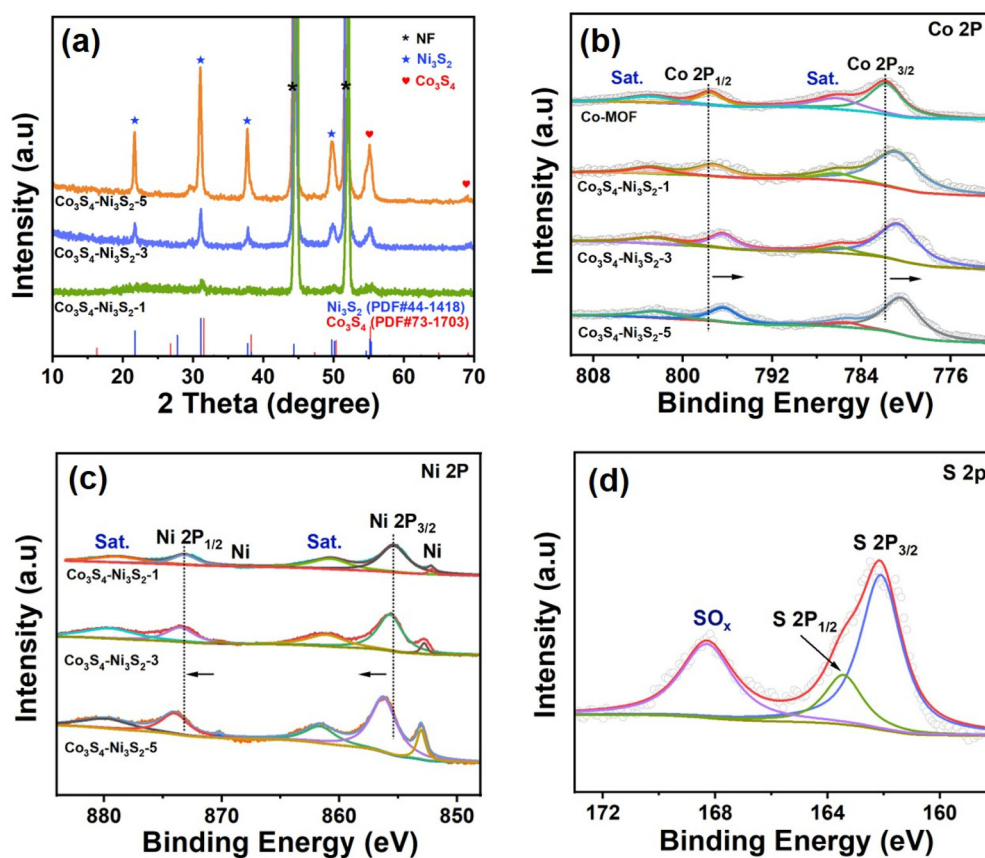 (a)
* NF
★ Ni₃S₂
♥ Co₃S₄
Co₃S₄-Ni₃S₂-5
Co₃S₄-Ni₃S₂-3
Co₃S₄-Ni₃S₂-1
Ni₃S₂ (PDF#44-1418)
Co₃S₄ (PDF#73-1703)
Intensity (a.u)
10 20 30 40 50 60 70
2 Theta (degree)
(b)
Co 2P
Sat. Co 2P₁/₂ Sat. Co 2P₃/₂
Co-MOF
Co₃S₄-Ni₃S₂-1
Co₃S₄-Ni₃S₂-3
Co₃S₄-Ni₃S₂-5
Intensity (a.u)
808 800 792 784 776
Binding Energy (eV)
(c)
Ni 2P
Sat. Ni 2P₁/₂ Ni Sat. Ni 2P₃/₂ Ni
Co₃S₄-Ni₃S₂-1
Co₃S₄-Ni₃S₂-3
Co₃S₄-Ni₃S₂-5
Intensity (a.u)
880 870 860 850
Binding Energy (eV)
(d)
S 2p
S 2P₃/₂
S 2P₁/₂
SOₓ
Intensity (a.u)
172 168 164 160
Binding Energy (eV)